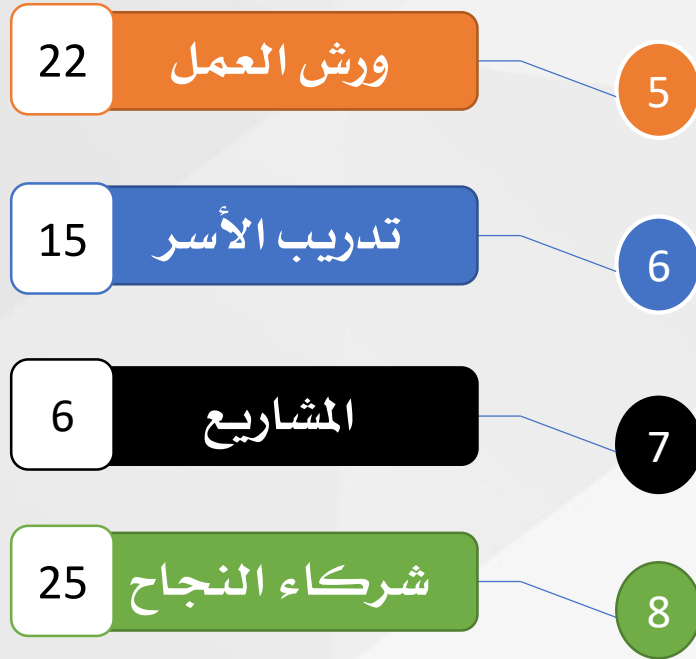 5 ورش العمل 22
6 تدريب الأسر 15
7 المشاريع 6
8 شركاء النجاح 25